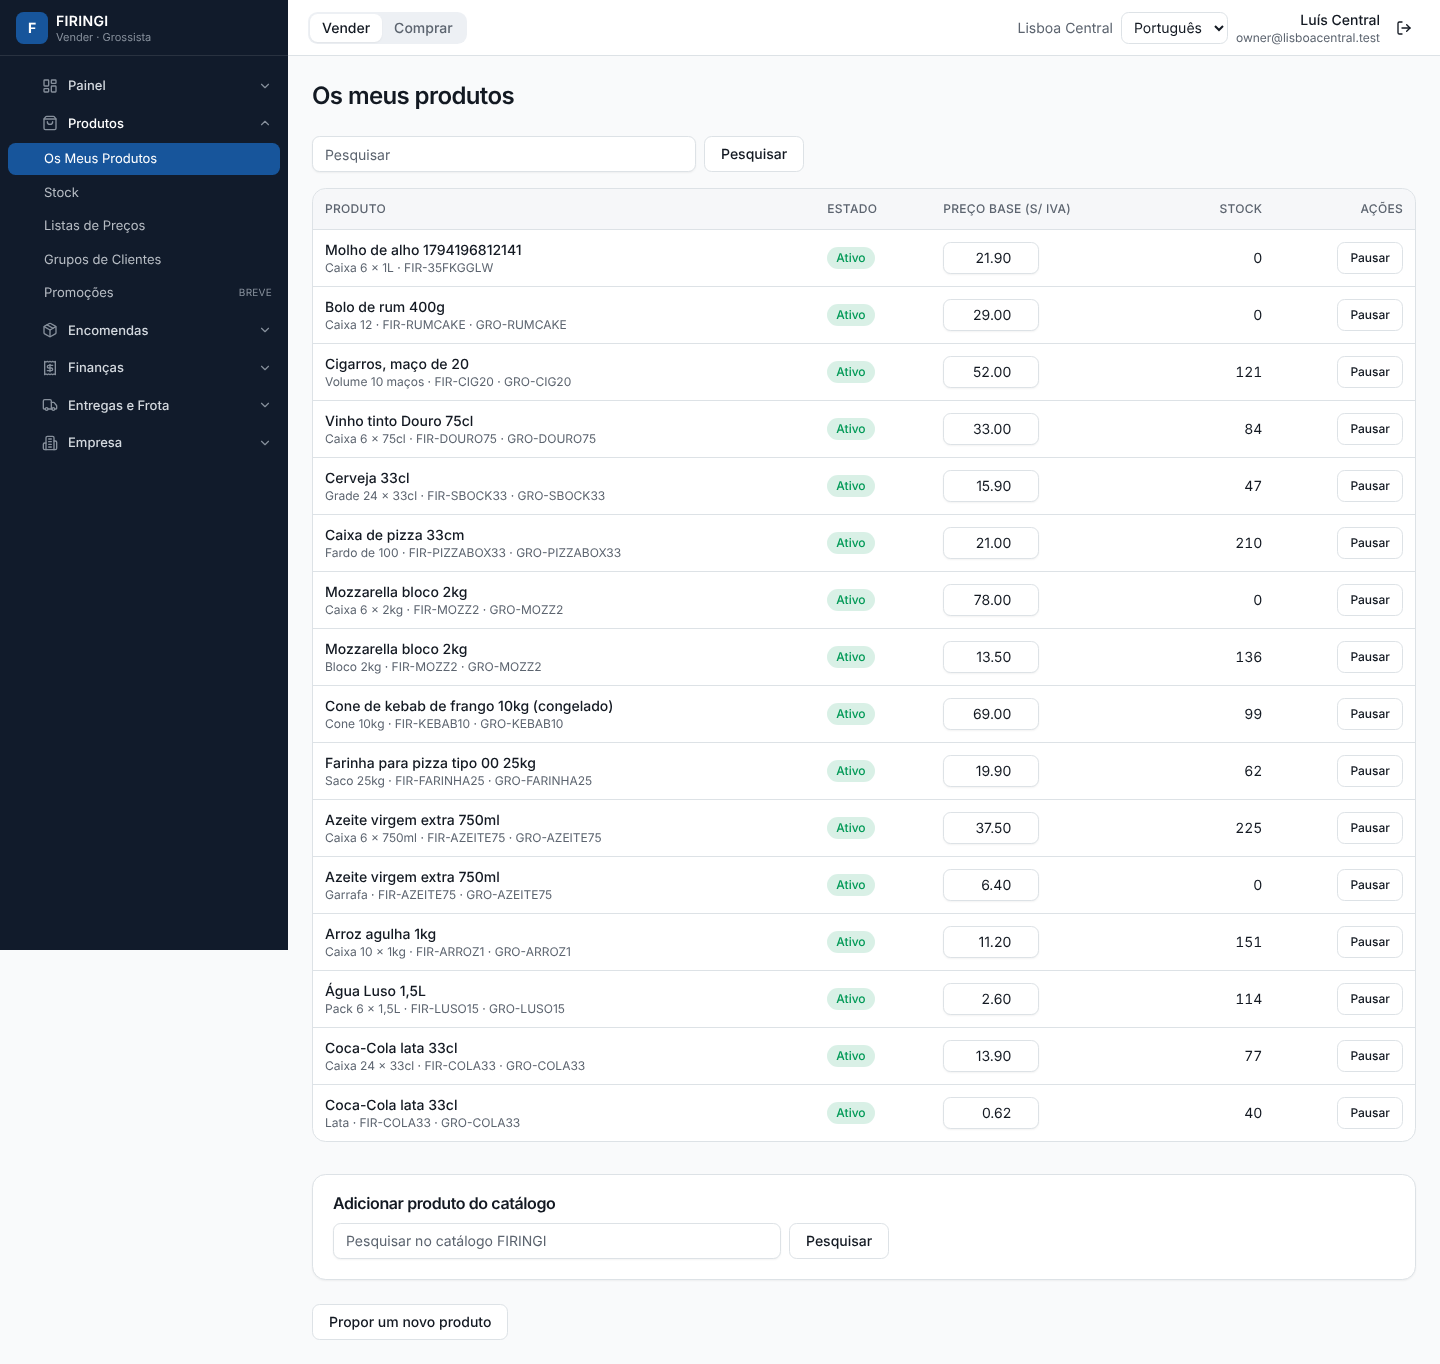 F
FIRINGI
Vender · Grossista
Vender
Comprar
Lisboa Central
Português
Luís Central
owner@lisboacentral.test
Painel
Produtos
Os Meus Produtos
Stock
Listas de Preços
Grupos de Clientes
Promoções BREVE
Encomendas
Finanças
Entregas e Frota
Empresa
Os meus produtos
Pesquisar
Pesquisar
PRODUTO ESTADO PREÇO BASE (S/ IVA) STOCK AÇÕES
Molho de alho 1794196812141
Caixa 6 × 1L · FIR-35FKGGLW
Ativo 21.90 0 Pausar
Bolo de rum 400g
Caixa 12 · FIR-RUMCAKE · GRO-RUMCAKE
Ativo 29.00 0 Pausar
Cigarros, maço de 20
Volume 10 maços · FIR-CIG20 · GRO-CIG20
Ativo 52.00 121 Pausar
Vinho tinto Douro 75cl
Caixa 6 × 75cl · FIR-DOURO75 · GRO-DOURO75
Ativo 33.00 84 Pausar
Cerveja 33cl
Grade 24 × 33cl · FIR-SBOCK33 · GRO-SBOCK33
Ativo 15.90 47 Pausar
Caixa de pizza 33cm
Fardo de 100 · FIR-PIZZABOX33 · GRO-PIZZABOX33
Ativo 21.00 210 Pausar
Mozzarella bloco 2kg
Caixa 6 × 2kg · FIR-MOZZ2 · GRO-MOZZ2
Ativo 78.00 0 Pausar
Mozzarella bloco 2kg
Bloco 2kg · FIR-MOZZ2 · GRO-MOZZ2
Ativo 13.50 136 Pausar
Cone de kebab de frango 10kg (congelado)
Cone 10kg · FIR-KEBAB10 · GRO-KEBAB10
Ativo 69.00 99 Pausar
Farinha para pizza tipo 00 25kg
Saco 25kg · FIR-FARINHA25 · GRO-FARINHA25
Ativo 19.90 62 Pausar
Azeite virgem extra 750ml
Caixa 6 × 750ml · FIR-AZEITE75 · GRO-AZEITE75
Ativo 37.50 225 Pausar
Azeite virgem extra 750ml
Garrafa · FIR-AZEITE75 · GRO-AZEITE75
Ativo 6.40 0 Pausar
Arroz agulha 1kg
Caixa 10 × 1kg · FIR-ARROZ1 · GRO-ARROZ1
Ativo 11.20 151 Pausar
Água Luso 1,5L
Pack 6 × 1,5L · FIR-LUSO15 · GRO-LUSO15
Ativo 2.60 114 Pausar
Coca-Cola lata 33cl
Caixa 24 × 33cl · FIR-COLA33 · GRO-COLA33
Ativo 13.90 77 Pausar
Coca-Cola lata 33cl
Lata · FIR-COLA33 · GRO-COLA33
Ativo 0.62 40 Pausar
Adicionar produto do catálogo
Pesquisar no catálogo FIRINGI
Pesquisar
Propor um novo produto